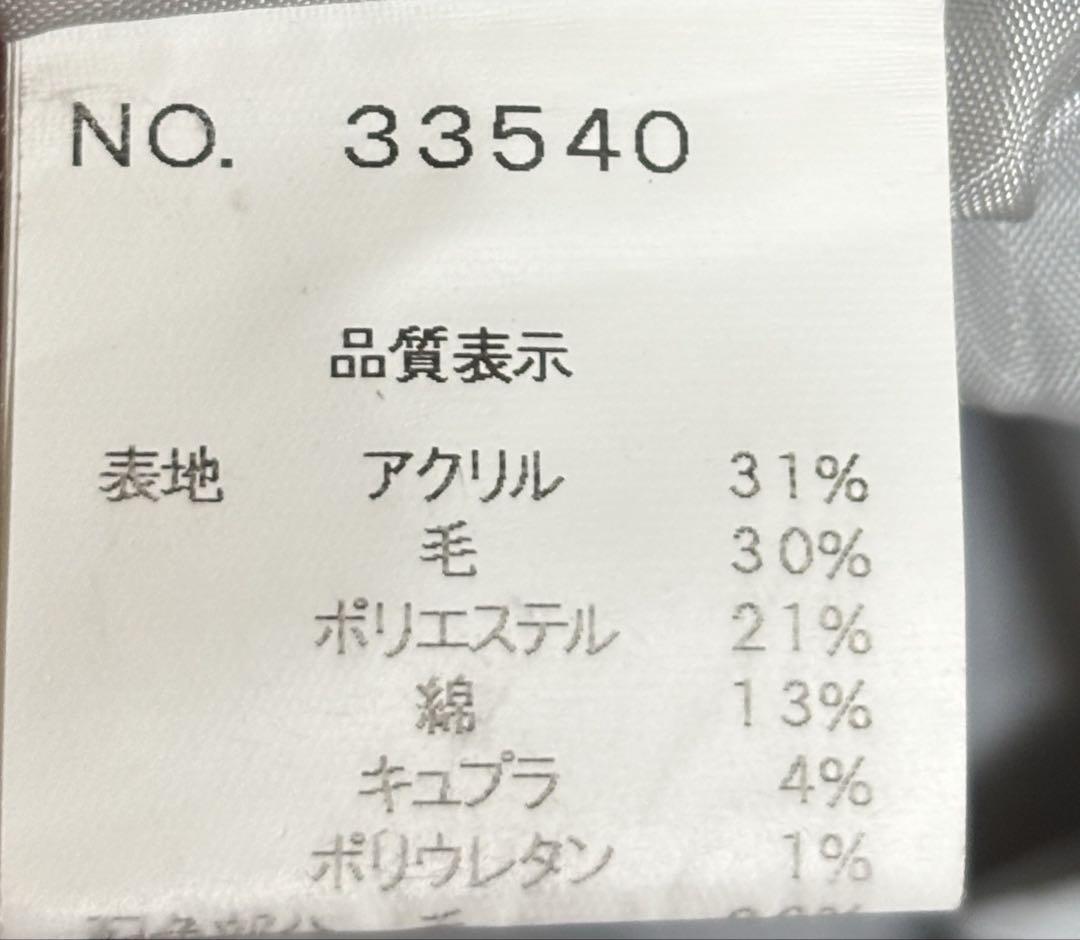 NO. 33540
品質表示
表地 アクリル 31%
毛 30%
ポリエステル 21%
綿 13%
キュプラ 4%
ポリウレタン 1%